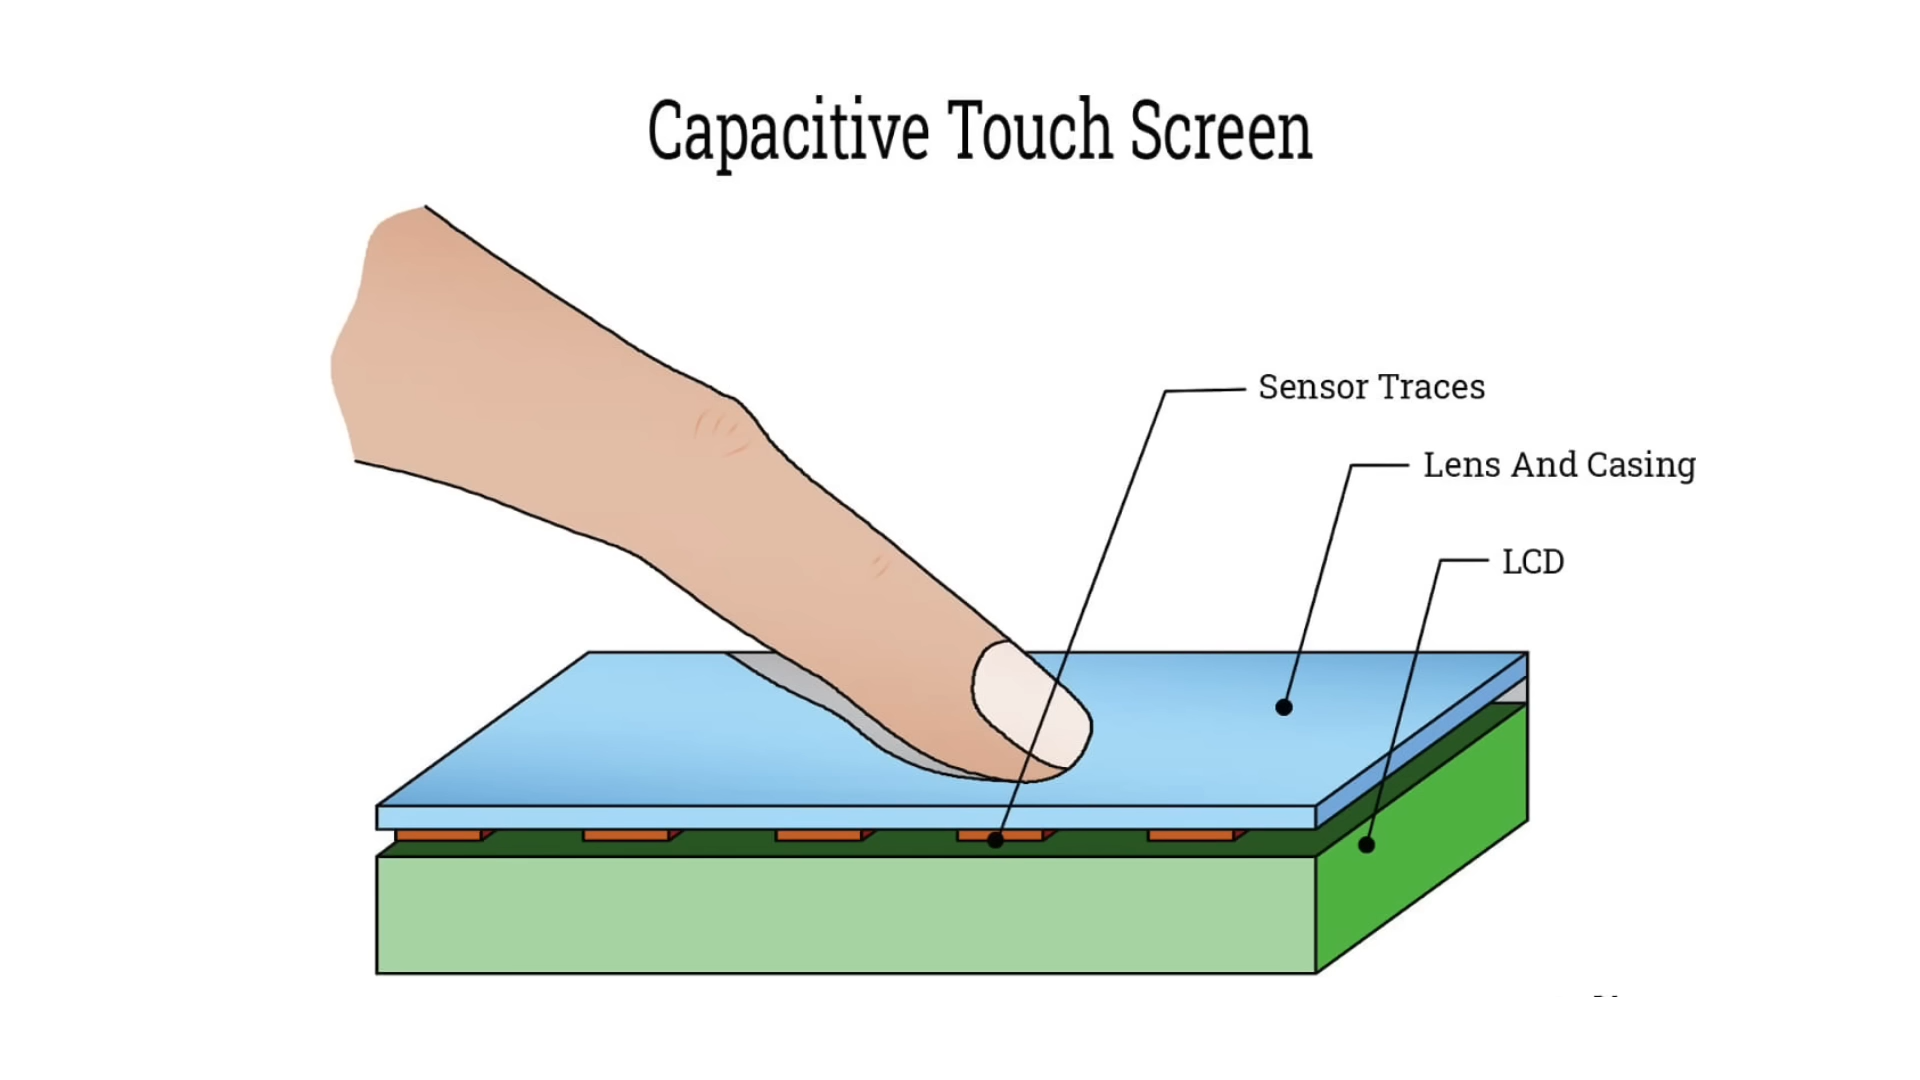 Capacitive Touch Screen
Sensor Traces
Lens And Casing
LCD